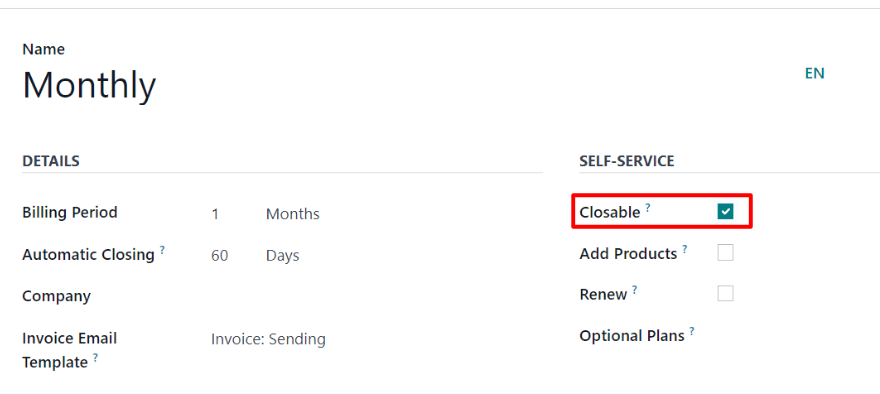 Name
Monthly
EN
DETAILS
SELF-SERVICE
Billing Period 1 Months
Closable ?
Automatic Closing ? 60 Days
Add Products ?
Company
Renew ?
Invoice Email
Template ?
Invoice: Sending
Optional Plans ?